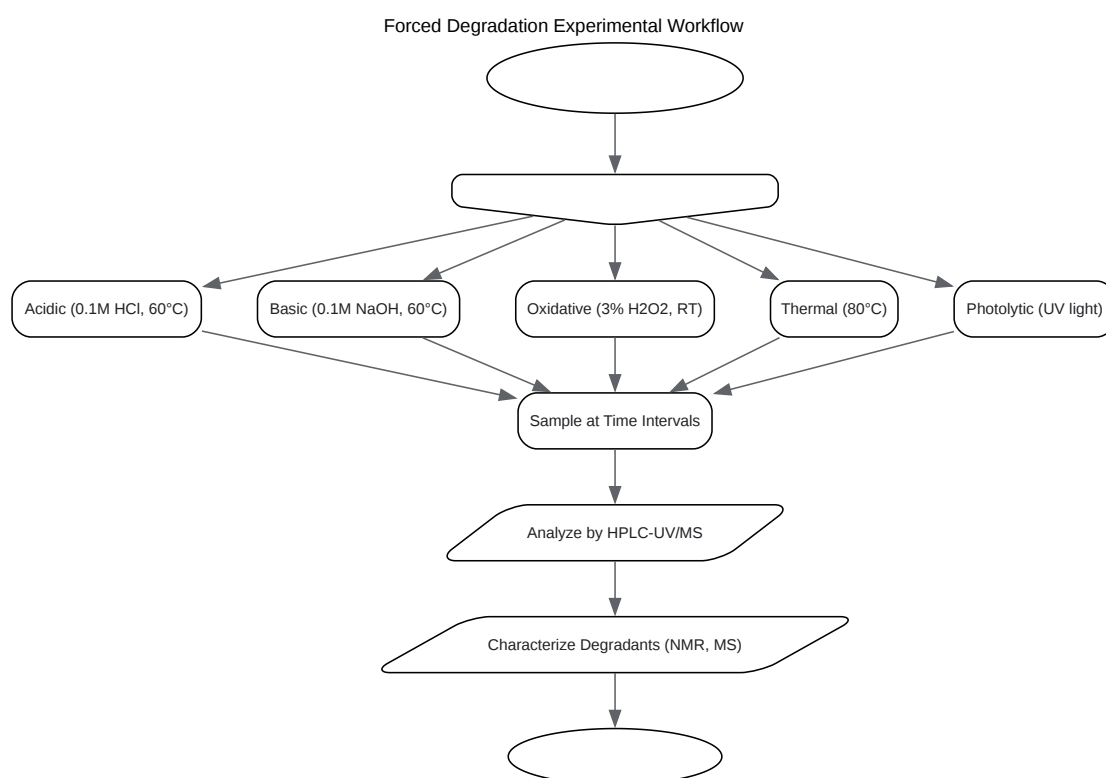 Forced Degradation Experimental Workflow
Acidic (0.1M HCl, 60°C)
Basic (0.1M NaOH, 60°C)
Oxidative (3% H2O2, RT)
Thermal (80°C)
Photolytic (UV light)
Sample at Time Intervals
Analyze by HPLC-UV/MS
Characterize Degradants (NMR, MS)